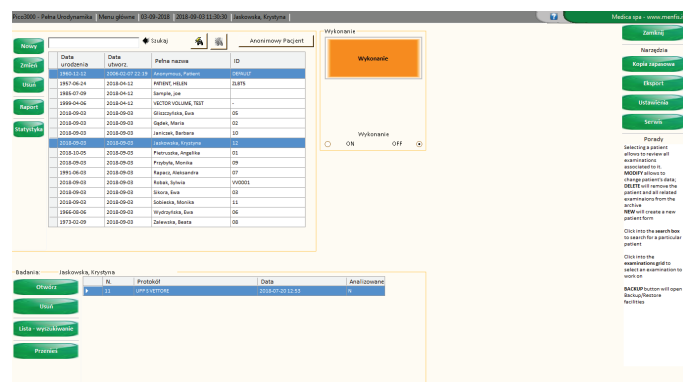 Pico3000 - Pełna Urodynamika | Menu główne | 03-09-2018 | 2018-09-03 11:30:30 | Jaskowska, Krystyna
Medica spa - www.menfis.
Nowy
Zmień
Usuń
Raport
Statystyka
Szukaj
Anonimowy Pacjent
Data urodzenia Data utworz. Pełna nazwa ID
1960-12-12 2006-02-07 22:19 Anonymous, Patient DEFAULT
1957-06-24 2018-04-12 PATIENT, HELEN ZLBT5
1985-07-09 2018-04-12 Sample, joe
1999-04-06 2018-04-12 VECTOR VOLUME, TEST -
2018-09-03 2018-09-03 Gliszczyńska, Ewa 05
2018-09-03 2018-09-03 Gądek, Maria 02
2018-09-03 2018-09-03 Janiczek, Barbara 10
2018-09-03 2018-09-03 Jaskowska, Krystyna 12
2018-10-05 2018-09-03 Pietruszka, Angelika 01
2018-09-03 2018-09-03 Przybyła, Monika 09
1991-06-03 2018-09-03 Rapacz, Aleksandra 07
2018-09-03 2018-09-03 Robak, Sylwia VV0001
2018-09-03 2018-09-03 Sikora, Ewa 03
2018-09-03 2018-09-03 Sobieska, Monika 11
1966-08-06 2018-09-03 Wydrzyńska, Ewa 06
1973-02-09 2018-09-03 Zalewska, Beata 08
Wykonanie
Wykonanie
Wykonanie
ON OFF
Zamknij
Narzędzia
Kopia zapasowa
Eksport
Ustawienia
Serwis
Porady
Selecting a patient
allows to review all
examinations
associated to it.
MODIFY allows to
change patient's data;
DELETE will remove the
patient and all related
examinaions from the
archive
NEW will create a new
patient form
Click into the search box
to search for a particular
patient
Click into the
examinations grid to
select an examination to
work on
BACKUP button will open
Backup/Restore
facilities
Badania: Jaskowska, Krystyna
Otwórz
Usuń
Lista - wyszukiwanie
Przenieś
N. Protokół Data Analizowane
11 UPP 3 VETTORE 2018-07-20 12:53 N